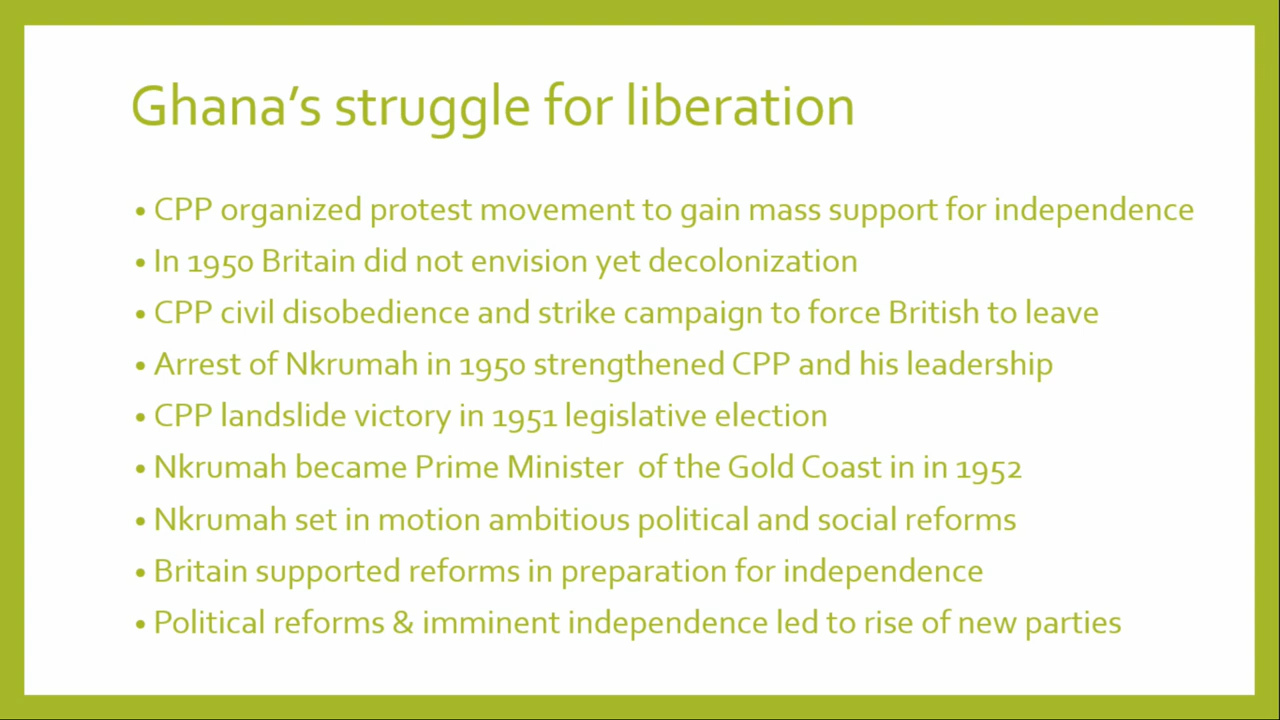 Ghana's struggle for liberation
• CPP organized protest movement to gain mass support for independence
• In 1950 Britain did not envision yet decolonization
• CPP civil disobedience and strike campaign to force British to leave
• Arrest of Nkrumah in 1950 strengthened CPP and his leadership
• CPP landslide victory in 1951 legislative election
• Nkrumah became Prime Minister  of the Gold Coast in in 1952
• Nkrumah set in motion ambitious political and social reforms
• Britain supported reforms in preparation for independence
• Political reforms & imminent independence led to rise of new parties